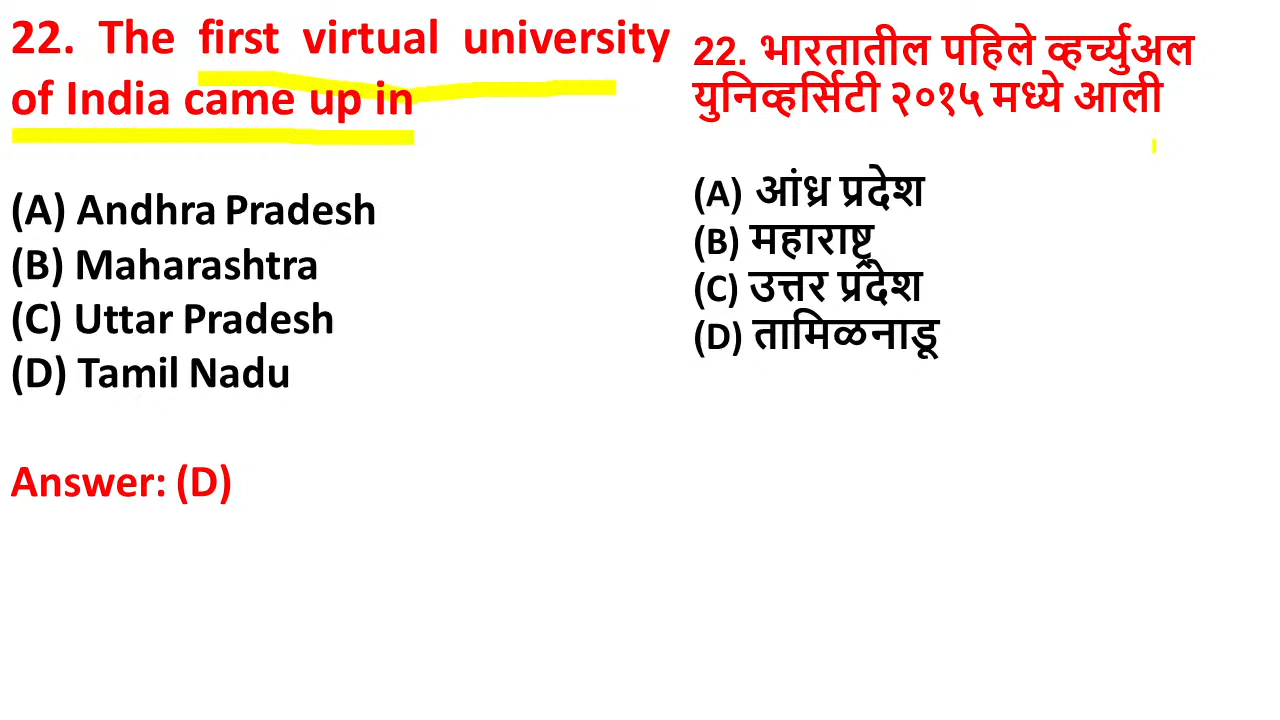 22. The first virtual university
of India came up in
(A) Andhra Pradesh
(B) Maharashtra
(C) Uttar Pradesh
(D) Tamil Nadu
Answer: (D)
22. भारतातील पहिले व्हर्च्युअल
युनिव्हर्सिटी २०१५ मध्ये आली
(A) आंध्र प्रदेश
(B) महाराष्ट्र
(C) उत्तर प्रदेश
(D) तामिळनाडू